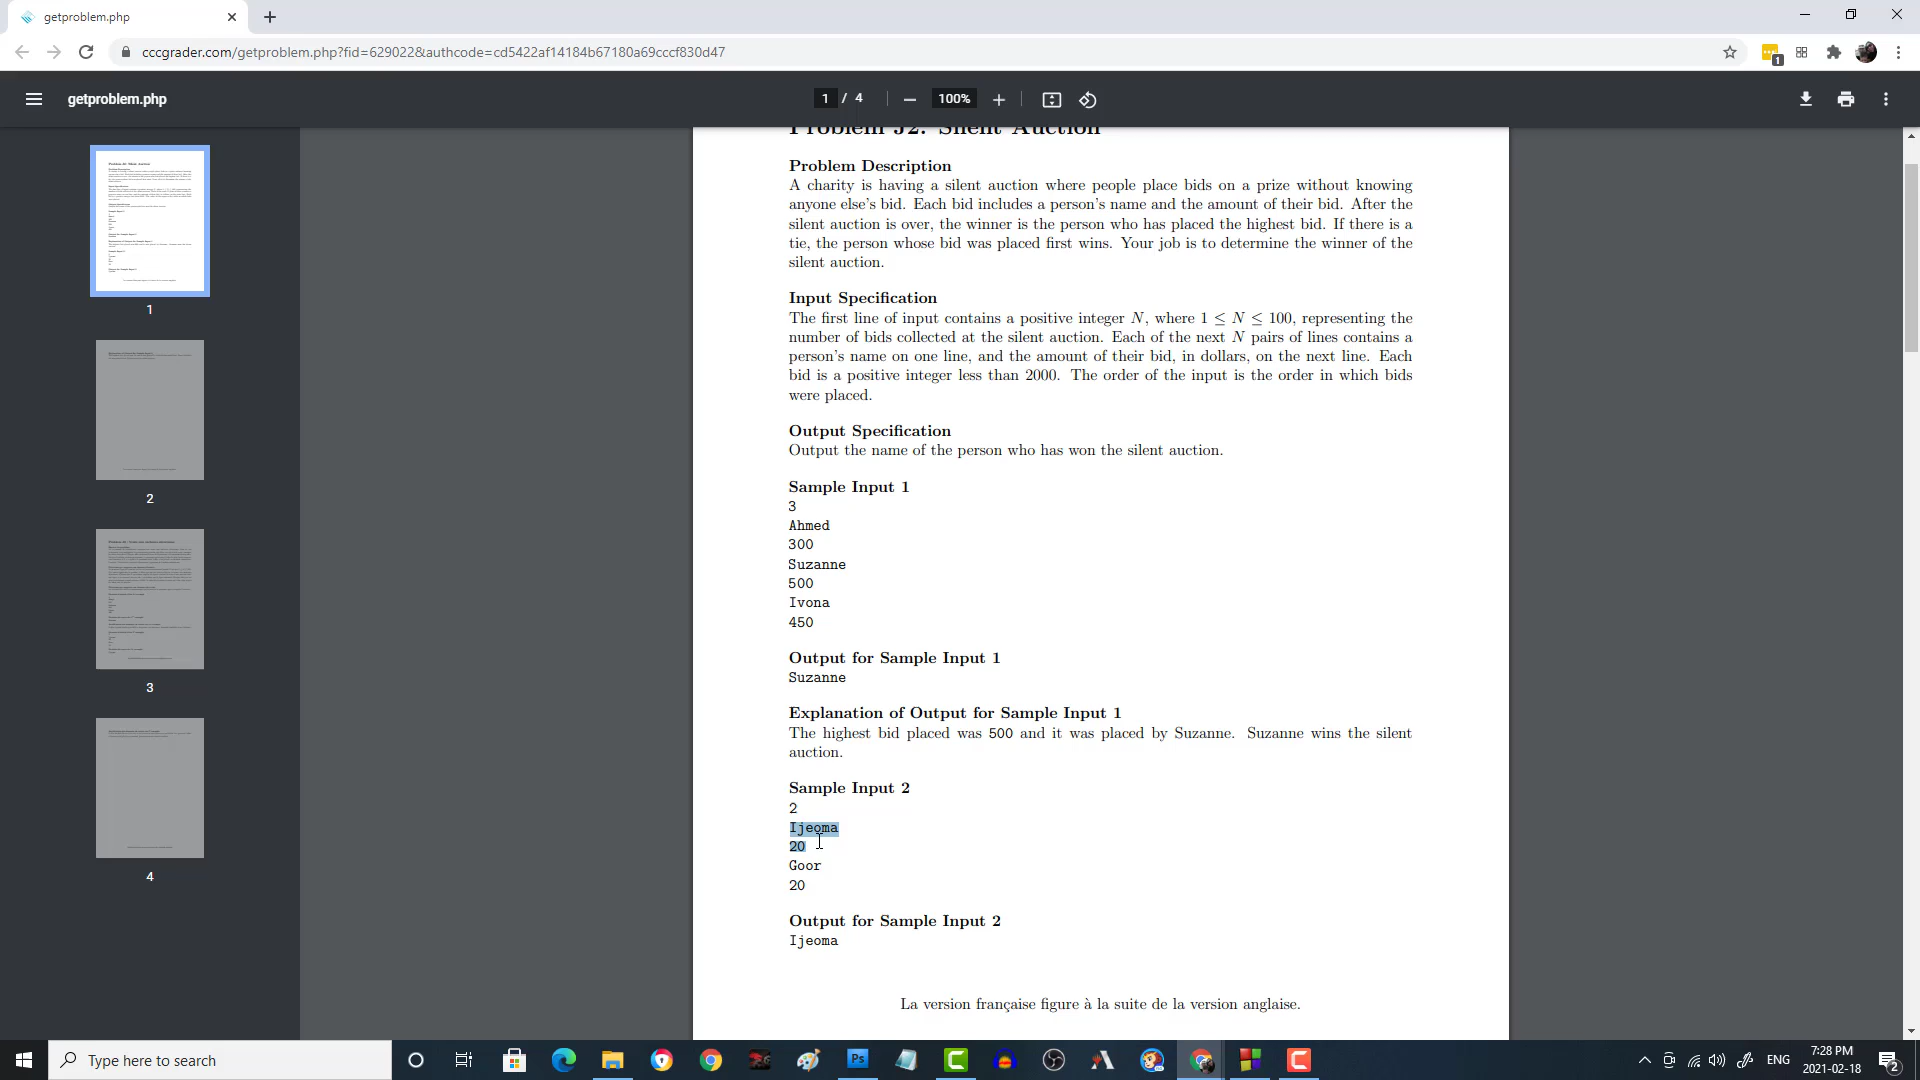 getproblem.php
cccgrader.com/getproblem.php?fid=629022&authcode=cd5422af14184b67180a69cccf830d47
1
getproblem.php
1 / 4
100%
1
2
3
4
Problem J2: Silent Auction
Problem Description
A charity is having a silent auction where people place bids on a prize without knowing
anyone else's bid. Each bid includes a person's name and the amount of their bid. After the
silent auction is over, the winner is the person who has placed the highest bid. If there is a
tie, the person whose bid was placed first wins. Your job is to determine the winner of the
silent auction.
Input Specification
The first line of input contains a positive integer N, where 1 ≤ N ≤ 100, representing the
number of bids collected at the silent auction. Each of the next N pairs of lines contains a
person's name on one line, and the amount of their bid, in dollars, on the next line. Each
bid is a positive integer less than 2000. The order of the input is the order in which bids
were placed.
Output Specification
Output the name of the person who has won the silent auction.
Sample Input 1
3
Ahmed
300
Suzanne
500
Ivona
450
Output for Sample Input 1
Suzanne
Explanation of Output for Sample Input 1
The highest bid placed was 500 and it was placed by Suzanne. Suzanne wins the silent
auction.
Sample Input 2
2
Ijeoma
20
Goor
20
Output for Sample Input 2
Ijeoma
La version française figure à la suite de la version anglaise.
Type here to search
Ps
ENG
7:28 PM
2021-02-18
2